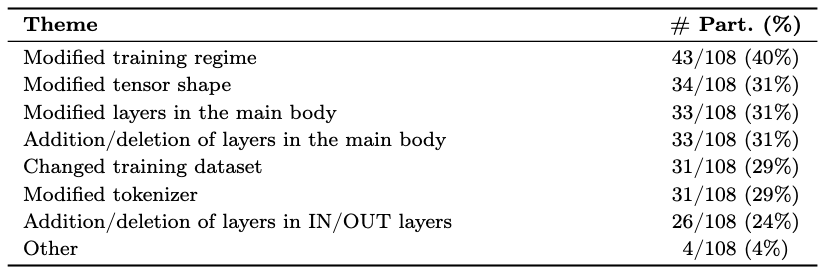 Theme # Part. (%)
Modified training regime 43/108 (40%)
Modified tensor shape 34/108 (31%)
Modified layers in the main body 33/108 (31%)
Addition/deletion of layers in the main body 33/108 (31%)
Changed training dataset 31/108 (29%)
Modified tokenizer 31/108 (29%)
Addition/deletion of layers in IN/OUT layers 26/108 (24%)
Other 4/108 (4%)